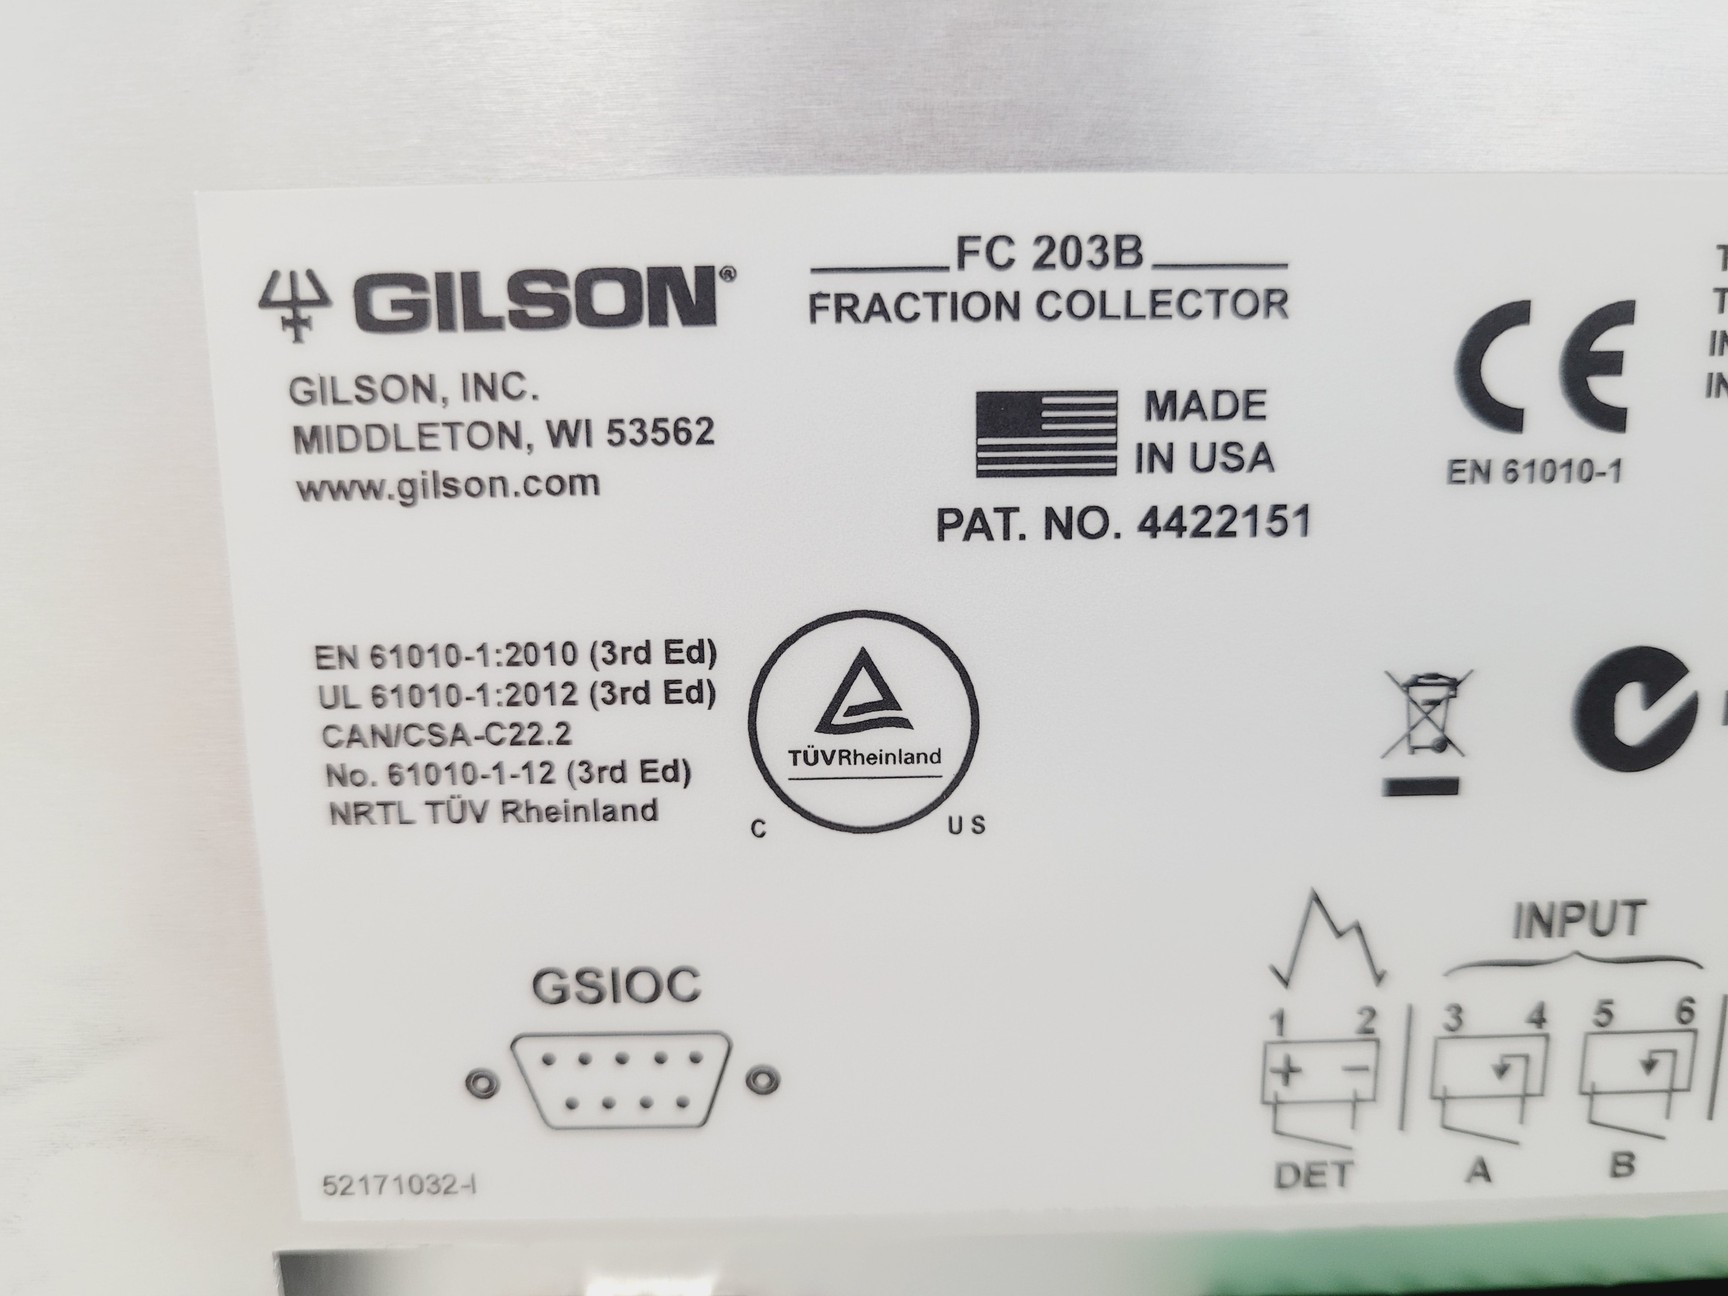 GILSON®
GILSON, INC.
MIDDLETON, WI 53562
www.gilson.com
FC 203B
FRACTION COLLECTOR
MADE
IN USA
PAT. NO. 4422151
CE
EN 61010-1
EN 61010-1:2010 (3rd Ed)
UL 61010-1:2012 (3rd Ed)
CAN/CSA-C22.2
No. 61010-1-12 (3rd Ed)
NRTL TÜV Rheinland
TÜVRheinland
C US
GSIOC
52171032-I
INPUT
1 2 3 4 5 6
+ −
DET A B